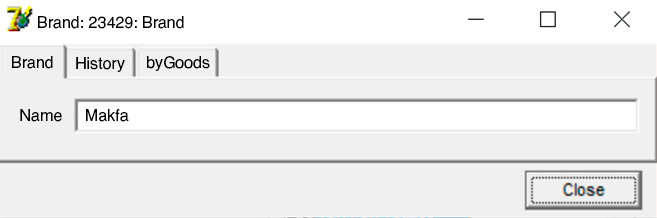 Brand: 23429: Brand
Brand History byGoods
Name Makfa
Close